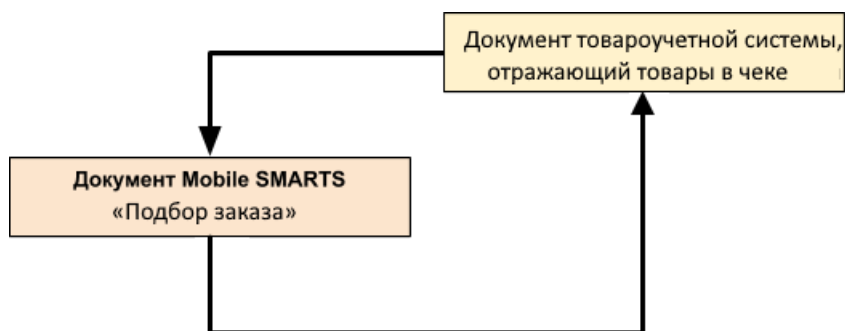 Документ товароучетной системы,
отражающий товары в чеке
Документ Mobile SMARTS
«Подбор заказа»